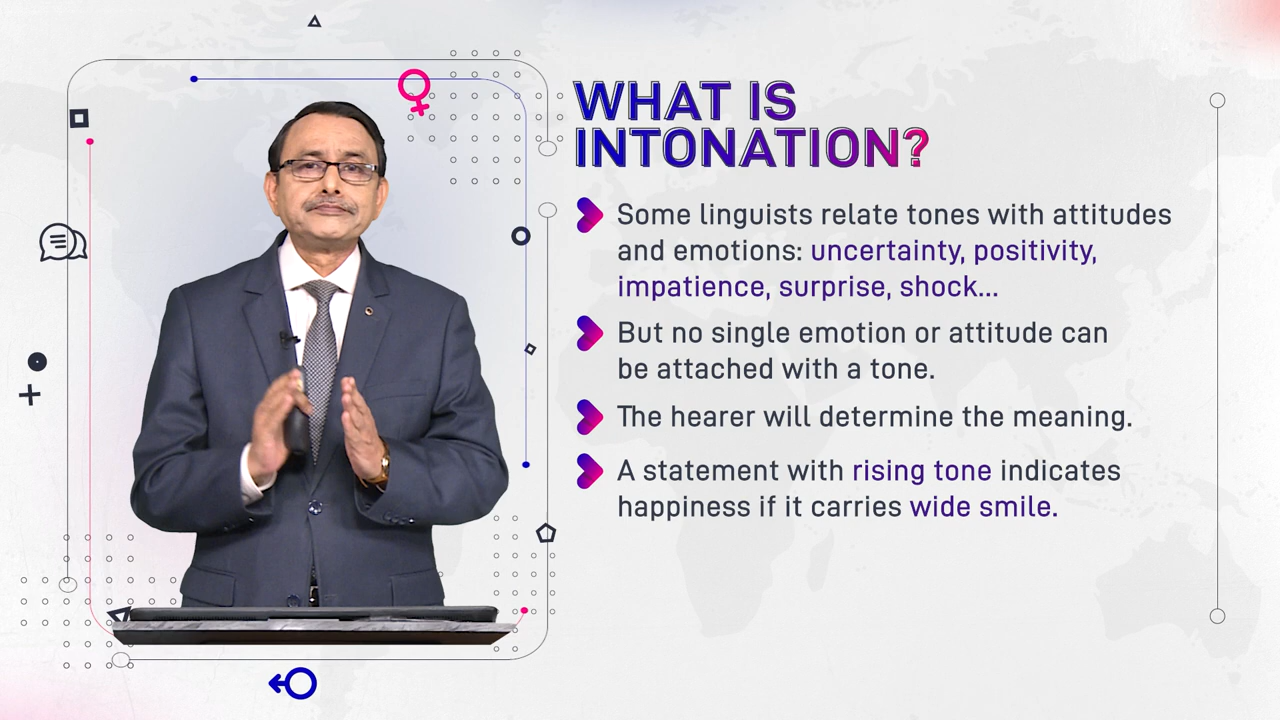 WHAT IS
INTONATION?
Some linguists relate tones with attitudes
and emotions: uncertainty, positivity,
impatience, surprise, shock...
But no single emotion or attitude can
be attached with a tone.
The hearer will determine the meaning.
A statement with rising tone indicates
happiness if it carries wide smile.